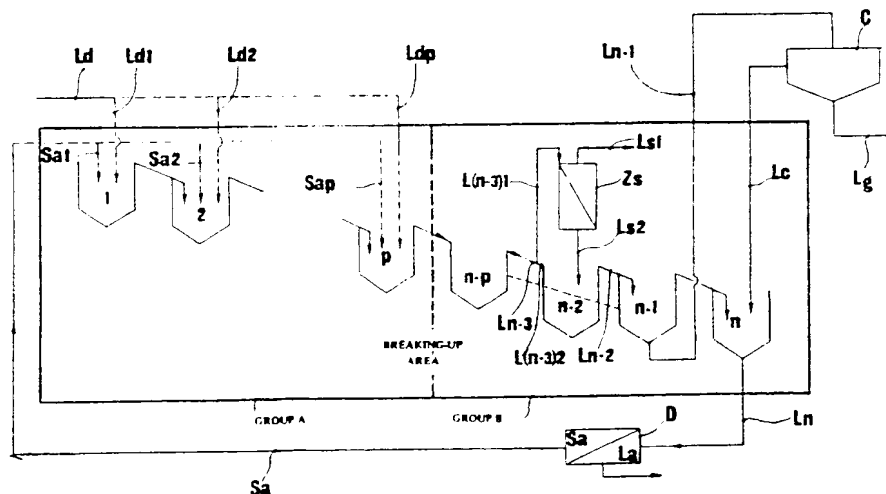 Ld
Ld1
Ld2
Ldp
Ln-1
C
Sa1
Sa2
Sap
L(n-3)1
Ls1
Zs
Ls2
Lc
Lg
1
2
p
n-p
n-2
n-1
n
Ln-3
L(n-3)2
Ln-2
BREAKING-UP
AREA
GROUP A
GROUP B
D
Ln
Sa
La
Sa